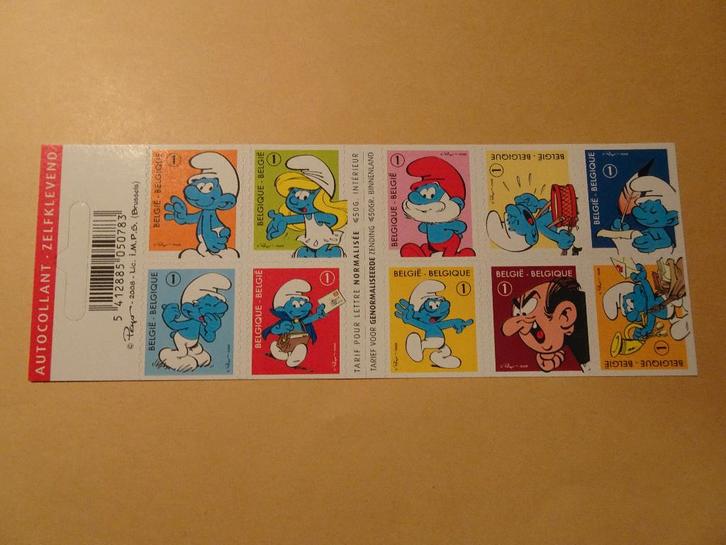 AUTOCOLLANT · ZELFKLEVEND
5 412885 050783
© Peyo - 2008 - Lic. I.M.P.S. (Brussels)
BELGIË - BELGIQUE
1
BELGIQUE - BELGIË
1
BELGIË - BELGIQUE
1
BELGIQUE - BELGIË
1
TARIF POUR LETTRE NORMALISÉE ≤50G. INTÉRIEUR
TARIEF VOOR GENORMALISEERDE ZENDING ≤50GR. BINNENLAND
BELGIQUE - BELGIË
1
BELGIË - BELGIQUE
1
BELGIË - BELGIQUE
1
BELGIË - BELGIQUE
1
BELGIË - BELGIQUE
1
BELGIË - BELGIQUE
1